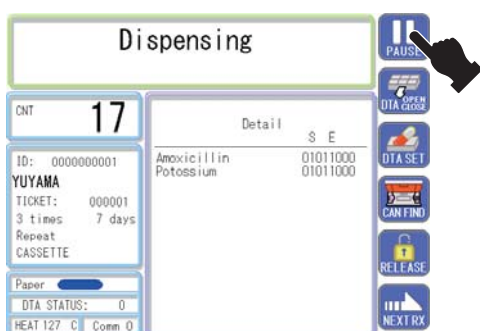 Dispensing
PAUSE
CNT 17
DTA OPEN CLOSE
Detail
S E
Amoxicillin 01011000
Potossium 01011000
ID: 0000000001
YUYAMA
TICKET: 000001
3 times 7 days
Repeat
CASSETTE
DTA SET
CAN FIND
RELEASE
Paper
DTA STATUS: 0
HEAT 127 C Comm 0
NEXT RX